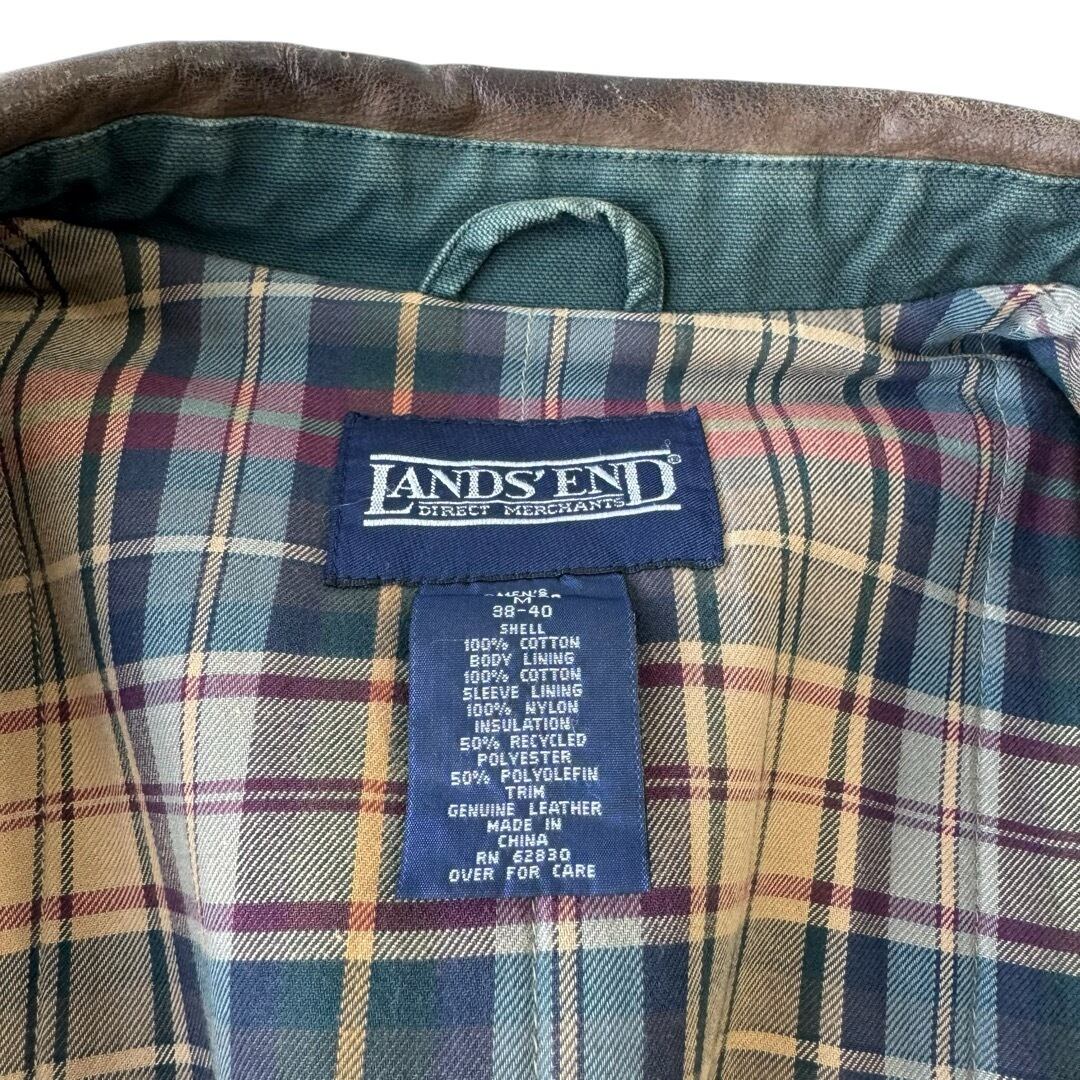 LANDS' END®
DIRECT MERCHANTS
MEN'S
M
38-40
SHELL
100% COTTON
BODY LINING
100% COTTON
SLEEVE LINING
100% NYLON
INSULATION
50% RECYCLED
POLYESTER
50% POLYOLEFIN
TRIM
GENUINE LEATHER
MADE IN
CHINA
RN 62830
OVER FOR CARE